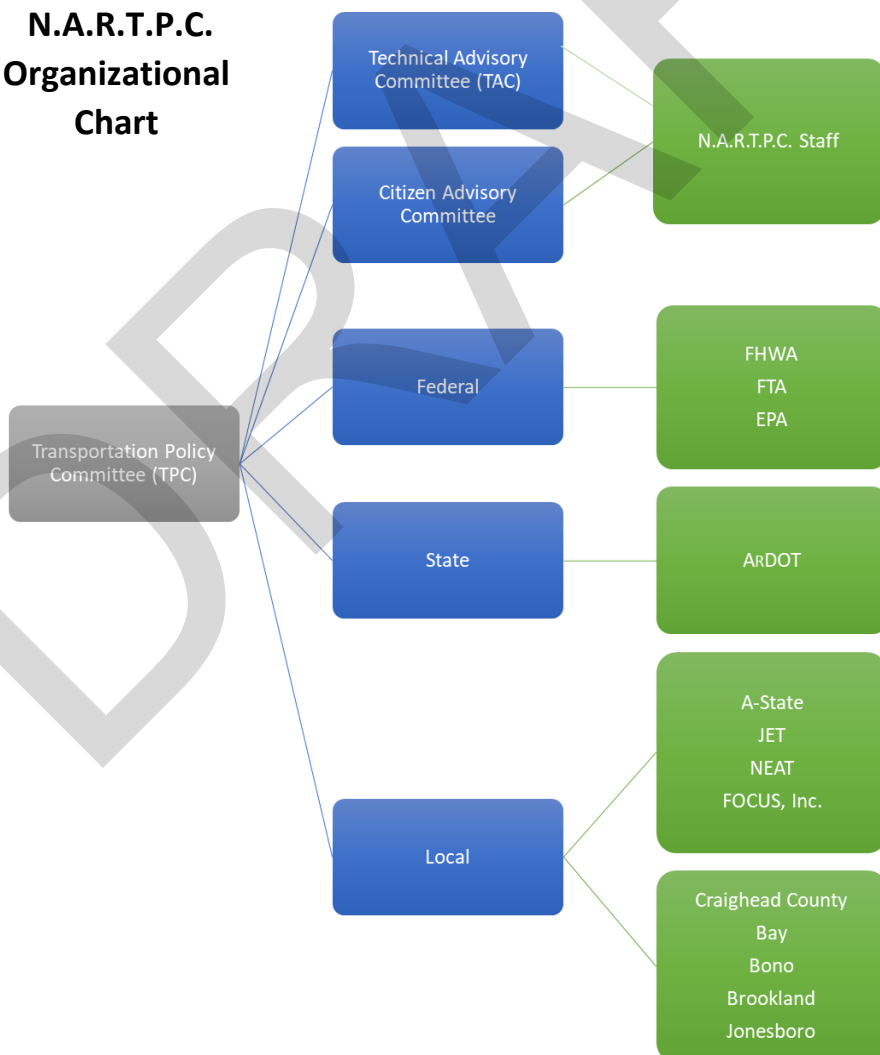 N.A.R.T.P.C.
Organizational
Chart
Transportation Policy
Committee (TPC)
Technical Advisory
Committee (TAC)
Citizen Advisory
Committee
Federal
State
Local
N.A.R.T.P.C. Staff
FHWA
FTA
EPA
ARDOT
A-State
JET
NEAT
FOCUS, Inc.
Craighead County
Bay
Bono
Brookland
Jonesboro
DRAF